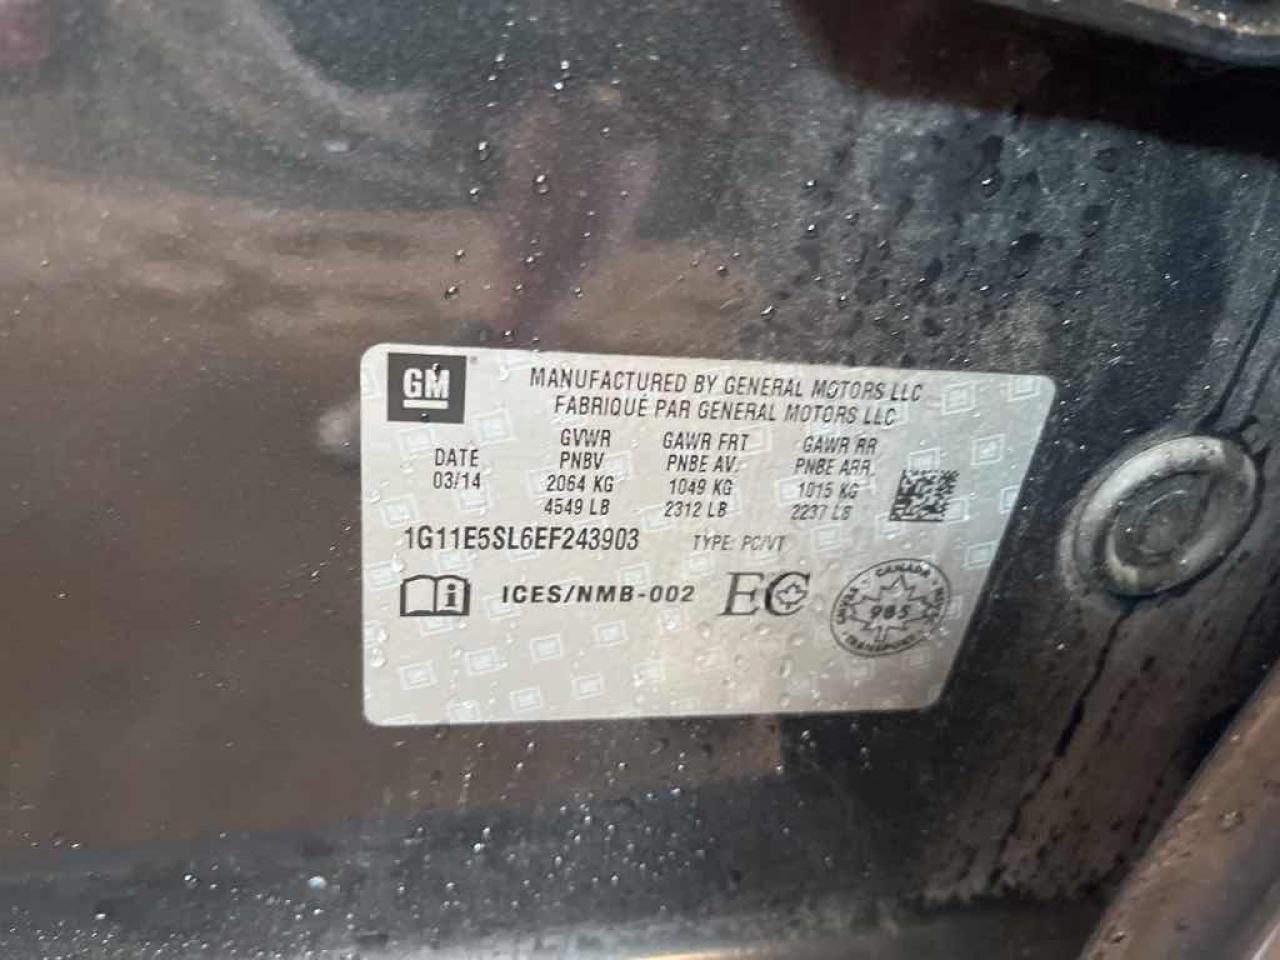 GM
MANUFACTURED BY GENERAL MOTORS LLC
FABRIQUÉ PAR GENERAL MOTORS LLC
DATE
03/14
GVWR
PNBV
2064 KG
4549 LB
GAWR FRT
PNBE AV.
1049 KG
2312 LB
GAWR RR
PNBE ARR.
1015 KG
2237 LB
1G11E5SL6EF243903 TYPE: PC/VT
i ICES/NMB-002 EC
CANADA
985
TRANSPORT